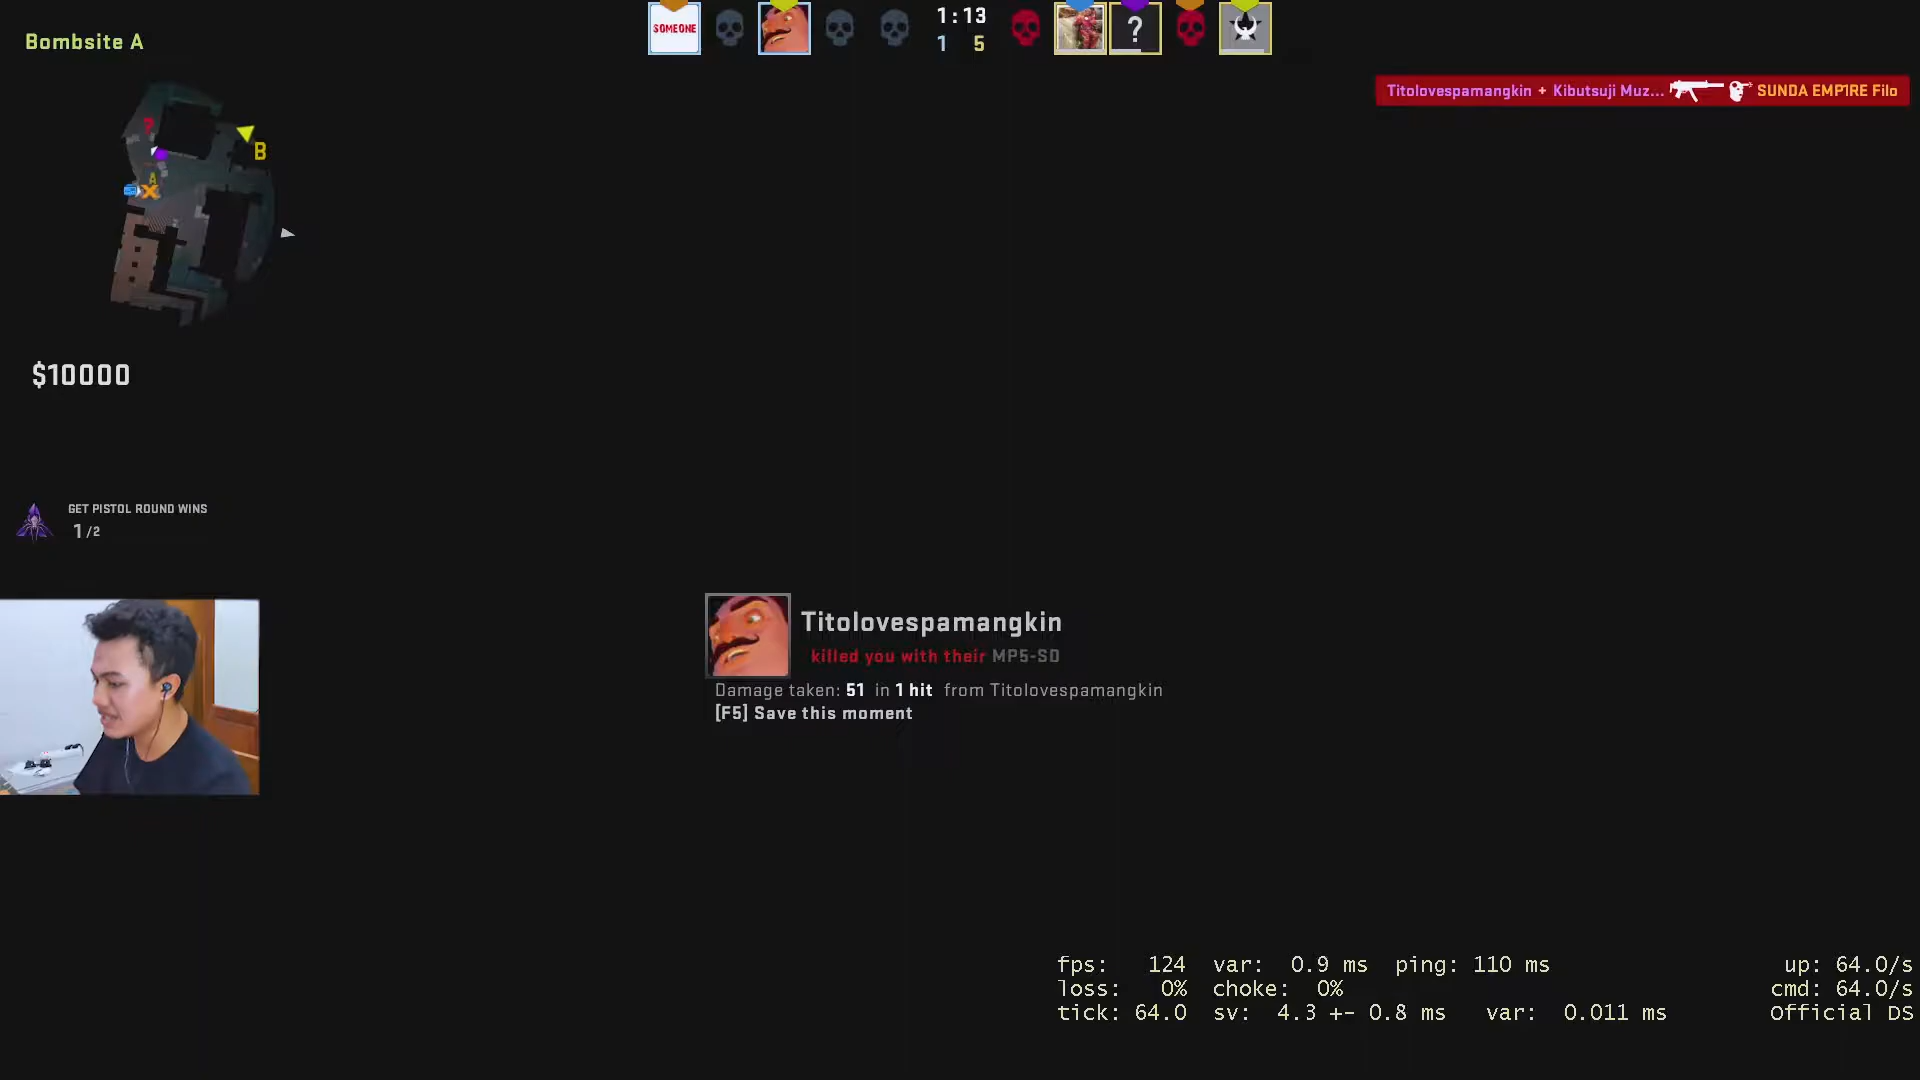 Bombsite A
B
A
$10000
GET PISTOL ROUND WINS
1/2
SOMEONE
1:13
1 5
?
Titolovespamangkin + Kibutsuji Muz... SUNDA EMP1RE Filo
Titolovespamangkin
killed you with their MP5-SD
Damage taken: 51 in 1 hit from Titolovespamangkin
[F5] Save this moment
fps: 124 var: 0.9 ms ping: 110 ms up: 64.0/s
loss: 0% choke: 0% cmd: 64.0/s
tick: 64.0 sv: 4.3 +- 0.8 ms var: 0.011 ms Official DS